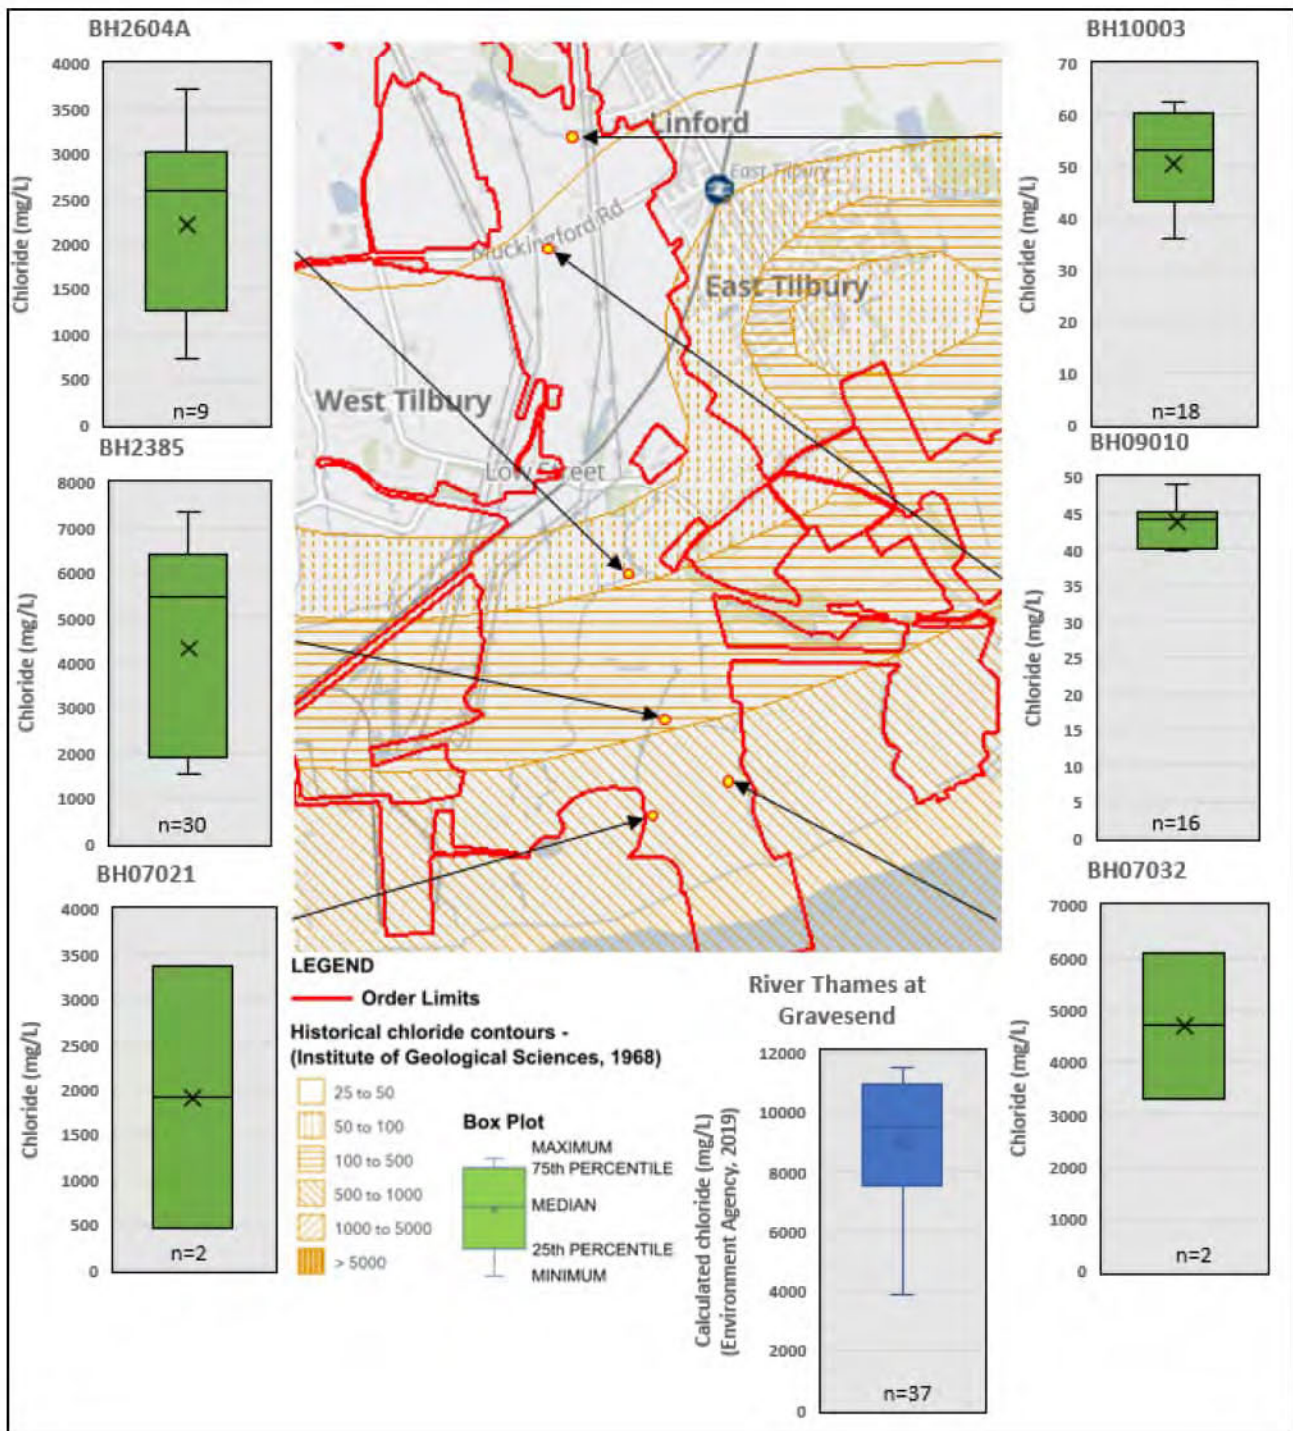 BH2604A
4000
3500
3000
2500
2000
1500
1000
500
0
Chloride (mg/L)
n=9
BH2385
8000
7000
6000
5000
4000
3000
2000
1000
0
Chloride (mg/L)
n=30
BH07021
4000
3500
3000
2500
2000
1500
1000
500
0
Chloride (mg/L)
n=2
Linford
East Tilbury
Muckingford Rd
East Tilbury
West Tilbury
Low Street
LEGEND
Order Limits
Historical chloride contours -
(Institute of Geological Sciences, 1968)
25 to 50
50 to 100
100 to 500
500 to 1000
1000 to 5000
> 5000
Box Plot
MAXIMUM
75th PERCENTILE
MEDIAN
25th PERCENTILE
MINIMUM
River Thames at
Gravesend
12000
10000
8000
6000
4000
2000
0
Calculated chloride (mg/L)
(Environment Agency, 2019)
n=37
BH10003
70
60
50
40
30
20
10
0
Chloride (mg/L)
n=18
BH09010
50
45
40
35
30
25
20
15
10
5
0
Chloride (mg/L)
n=16
BH07032
7000
6000
5000
4000
3000
2000
1000
0
Chloride (mg/L)
n=2